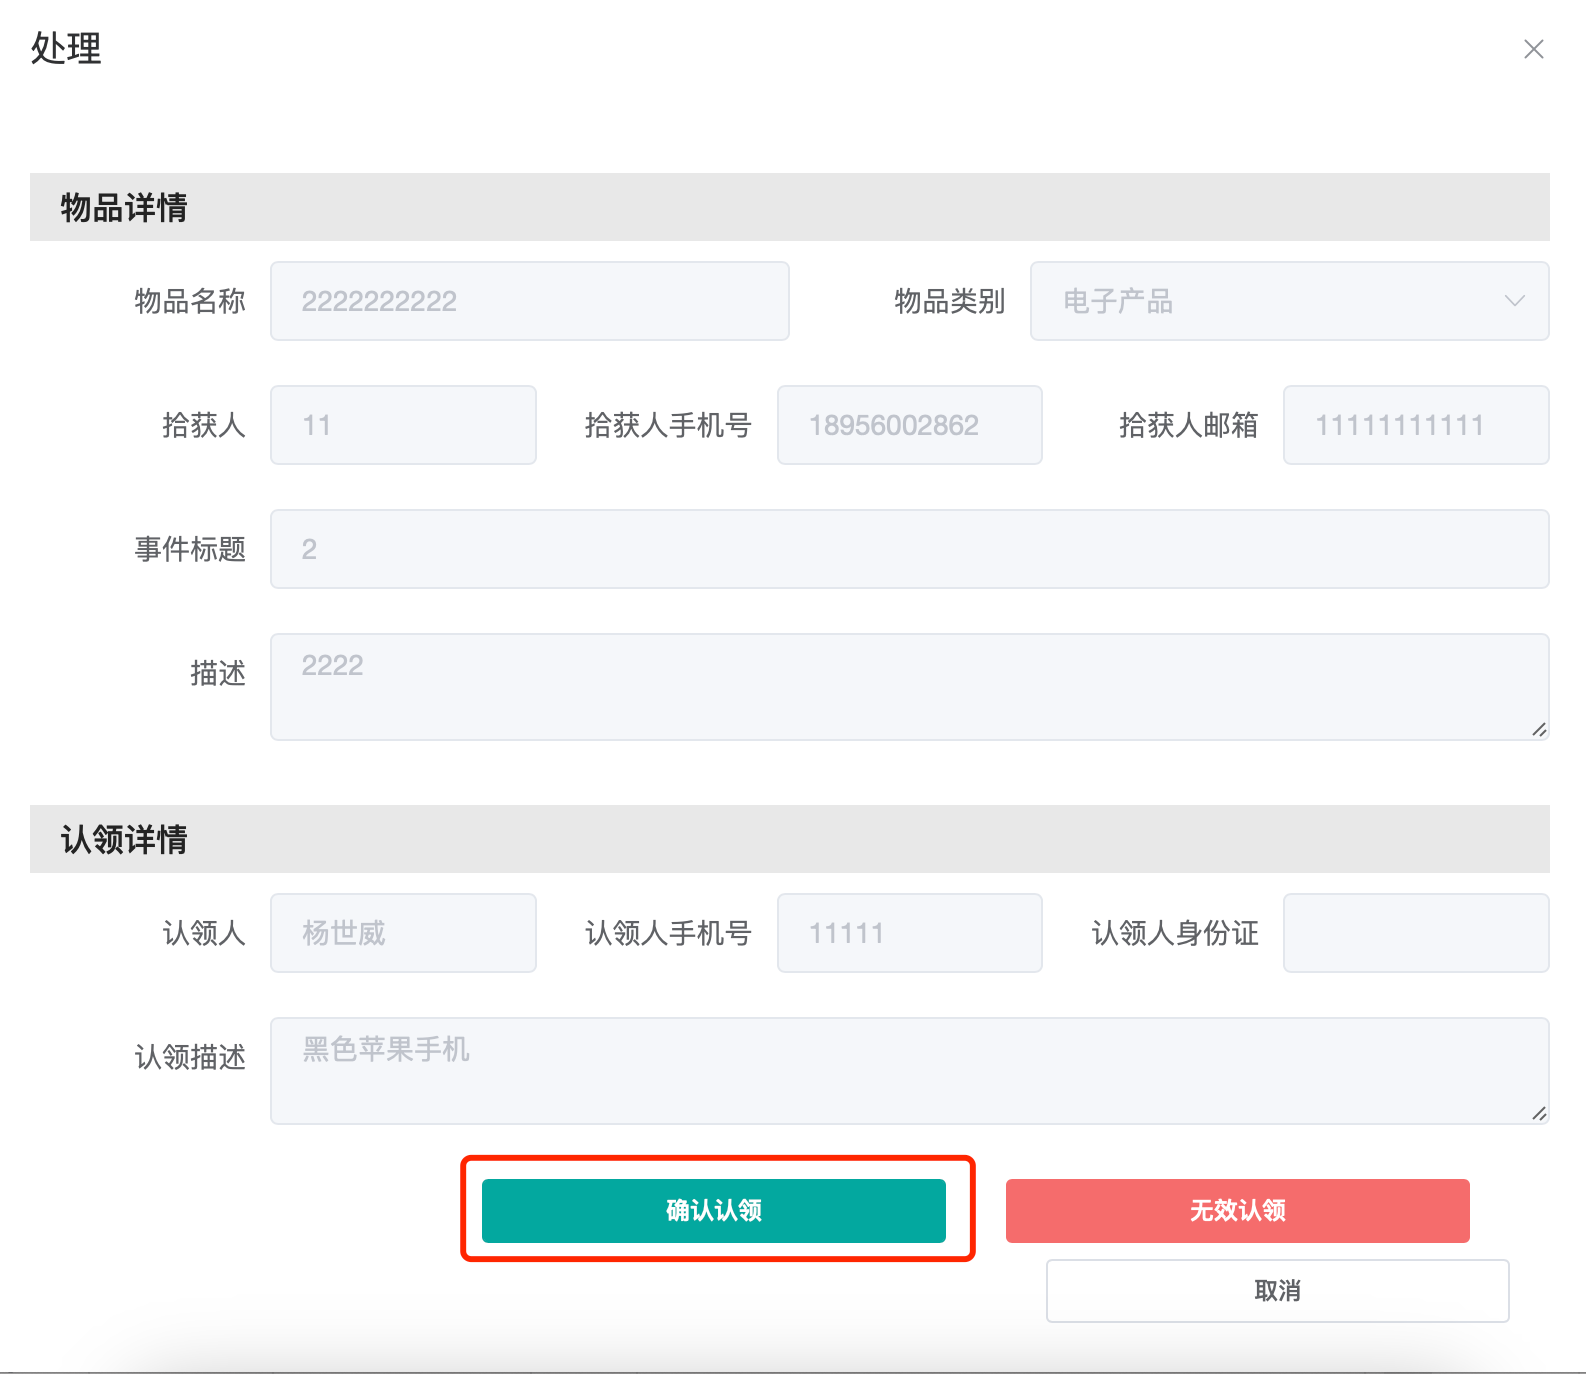 处理
物品详情
物品名称 2222222222 物品类别 电子产品
拾获人 11 拾获人手机号 18956002862 拾获人邮箱 11111111111
事件标题 2
描述 2222
认领详情
认领人 杨世威 认领人手机号 11111 认领人身份证
认领描述 黑色苹果手机
确认认领 无效认领
取消